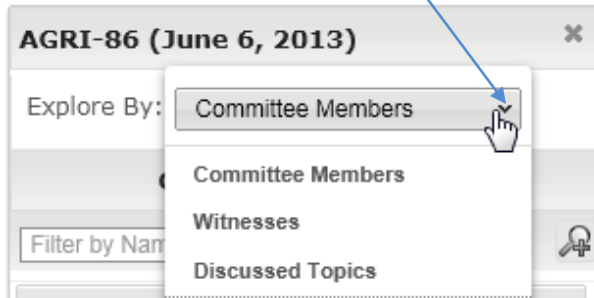 AGRI-86 (June 6, 2013)
Explore By: Committee Members
Committee Members
Witnesses
Filter by Nam
Discussed Topics